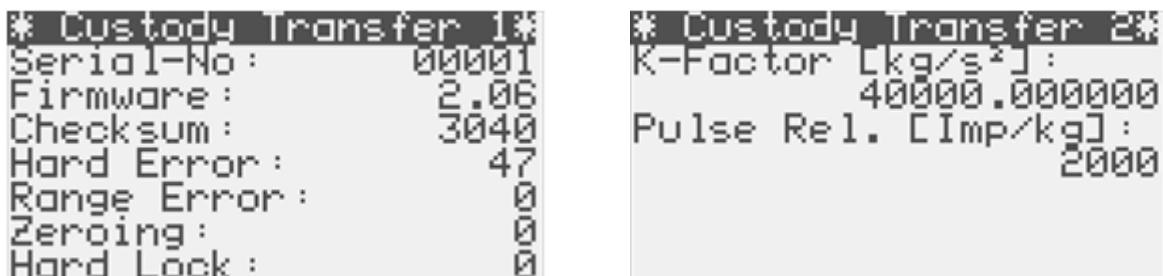 * Custody Transfer 1*
Serial-No: 00001
Firmware: 2.06
Checksum: 3040
Hard Error: 47
Range Error: 0
Zeroing: 0
Hard Lock: 0
* Custody Transfer 2*
K-Factor [kg/s²]:
40000.000000
Pulse Rel. [Imp/kg]:
2000